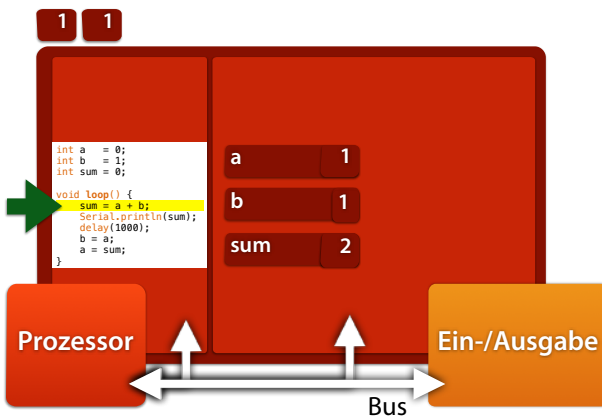 1 1
int a   = 0;
int b   = 1;
int sum = 0;
void loop() {
    sum = a + b;
    Serial.println(sum);
    delay(1000);
    b = a;
    a = sum;
}
a 1
b 1
sum 2
Prozessor
Ein-/Ausgabe
Bus